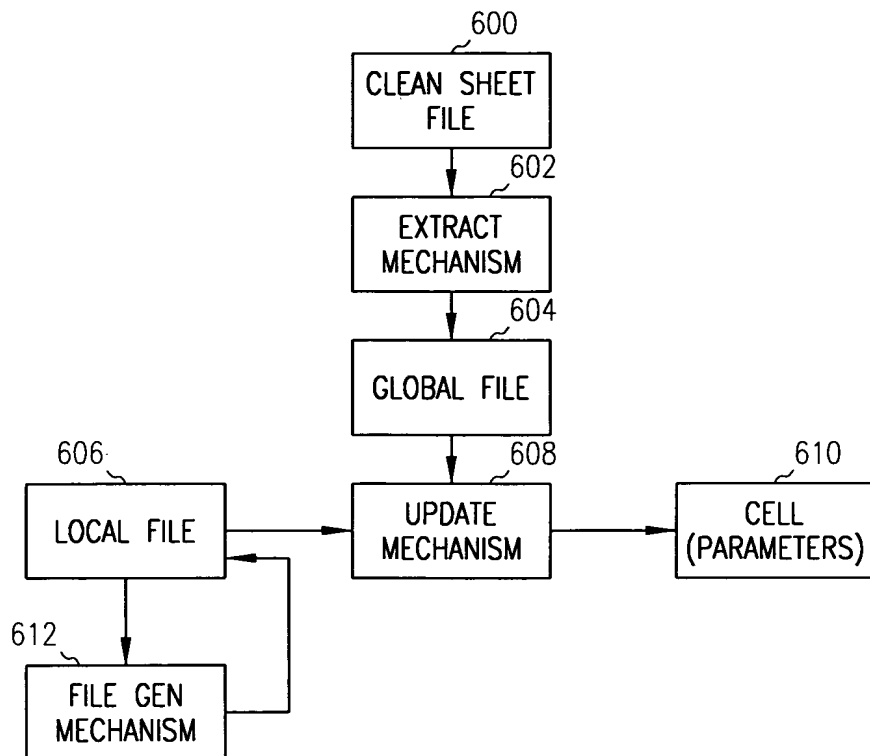 600
CLEAN SHEET
FILE
602
EXTRACT
MECHANISM
604
GLOBAL FILE
606
LOCAL FILE
608
UPDATE
MECHANISM
610
CELL
(PARAMETERS)
612
FILE GEN
MECHANISM